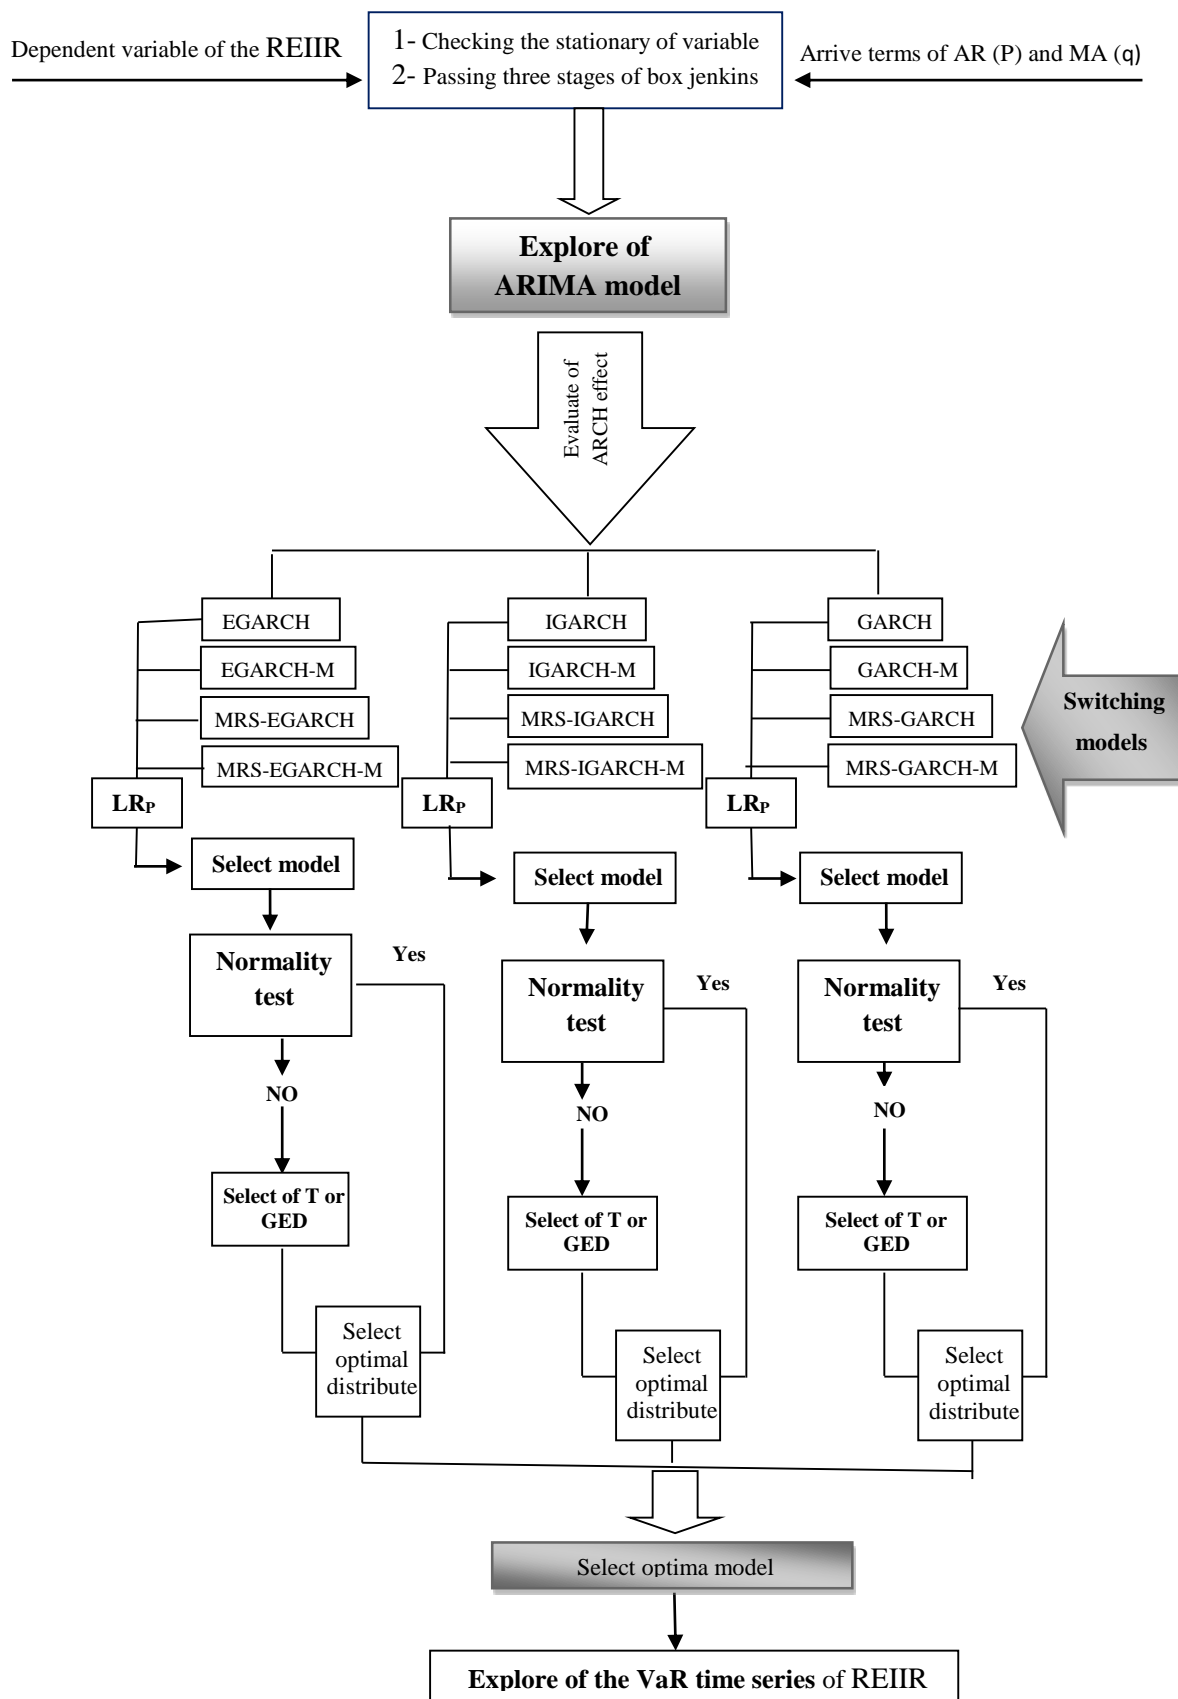 Dependent variable of the REIIR
1- Checking the stationary of variable
2- Passing three stages of box jenkins
Arrive terms of AR (P) and MA (q)
Explore of
ARIMA model
Evaluate of
ARCH effect
EGARCH
EGARCH-M
MRS-EGARCH
MRS-EGARCH-M
LRP
IGARCH
IGARCH-M
MRS-IGARCH
MRS-IGARCH-M
LRP
GARCH
GARCH-M
MRS-GARCH
MRS-GARCH-M
LRP
Switching
models
Select model
Select model
Select model
Normality
test
Yes
NO
Normality
test
Yes
NO
Normality
test
Yes
NO
Select of T or
GED
Select of T or
GED
Select of T or
GED
Select
optimal
distribute
Select
optimal
distribute
Select
optimal
distribute
Select optima model
Explore of the VaR time series of REIIR